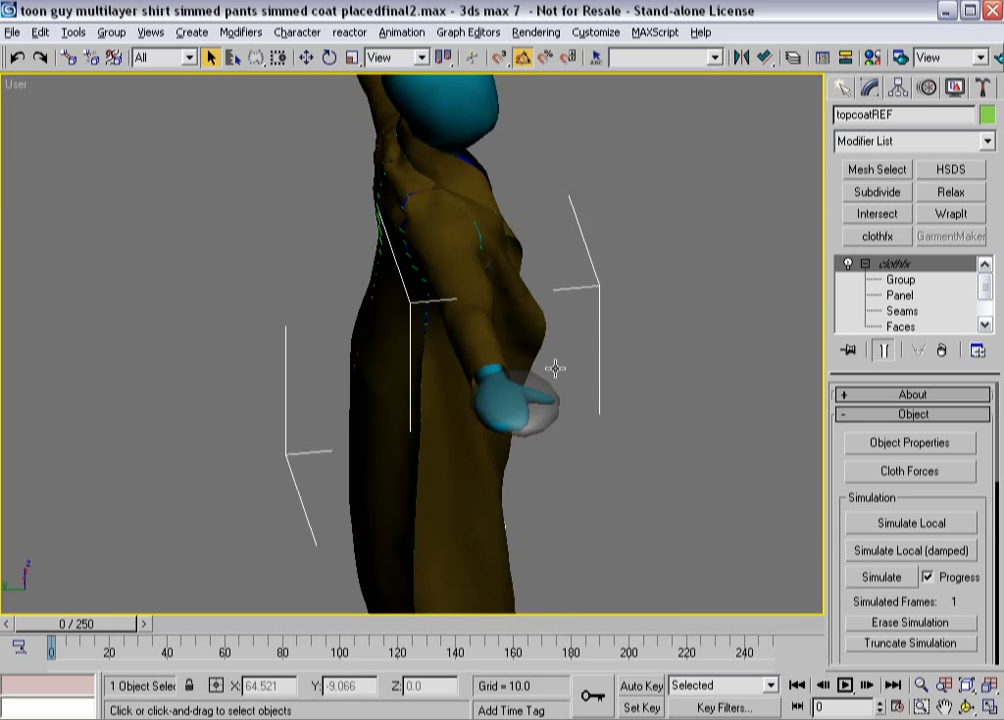 toon guy multilayer shirt simmed pants simmed coat placedfinal2.max - 3ds max 7 - Not for Resale - Stand-alone License
File Edit Tools Group Views Create Modifiers Character reactor Animation Graph Editors Rendering Customize MAXScript Help
All View View
User
topcoatREF
Modifier List
Mesh Select HSDS
Subdivide Relax
Intersect WrapIt
clothfx GarmentMaker
clothfx
Group
Panel
Seams
Faces
+ About
- Object
Object Properties
Cloth Forces
Simulation
Simulate Local
Simulate Local (damped)
Simulate Progress
Simulated Frames: 1
Erase Simulation
Truncate Simulation
z
y
< 0 / 250 >
0 20 40 60 80 100 120 140 160 180 200 220 240
1 Object Selec X: 64.521 Y: -9.066 Z: 0.0 Grid = 10.0 Auto Key Selected
Click or click-and-drag to select objects Add Time Tag Set Key Key Filters... 0